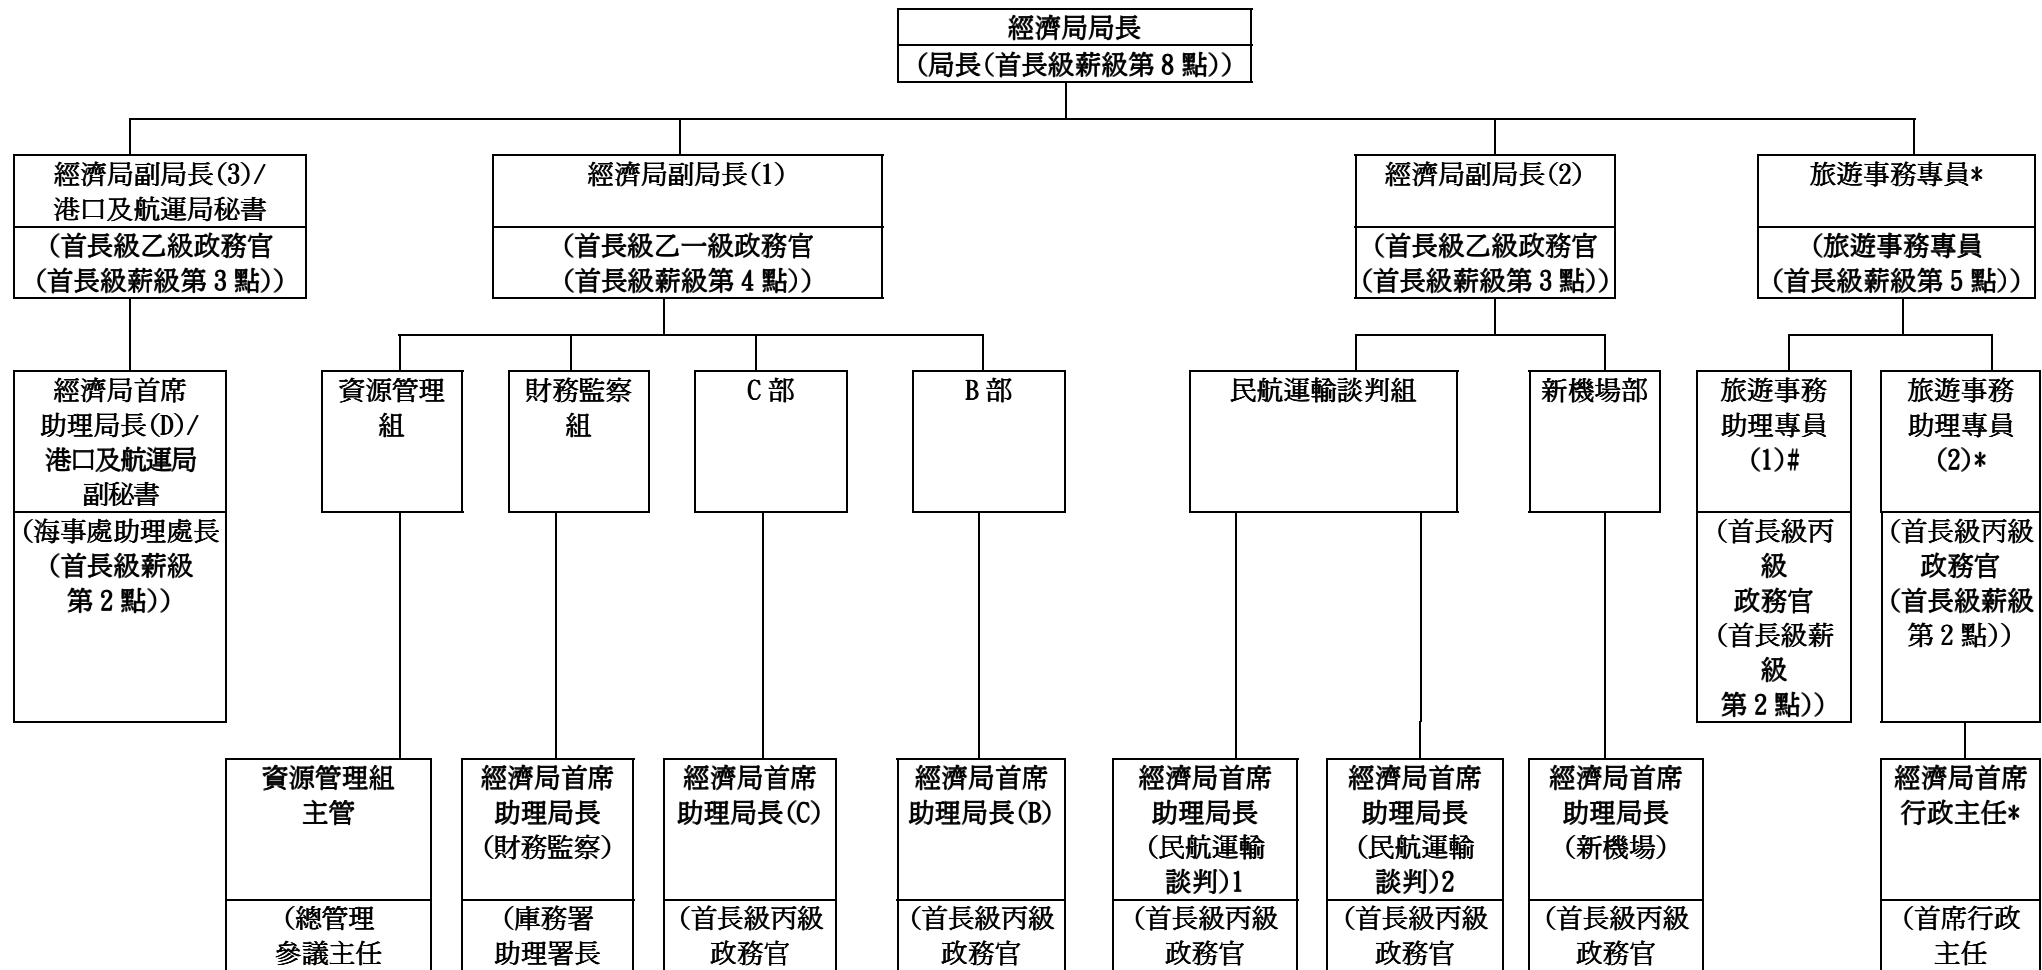 經濟局局長
(局長(首長級薪級第 8 點))
經濟局副局長(3)/
港口及航運局秘書
(首長級乙級政務官
(首長級薪級第 3 點))
經濟局副局長(1)
(首長級乙一級政務官
(首長級薪級第 4 點))
經濟局副局長(2)
(首長級乙級政務官
(首長級薪級第 3 點))
旅遊事務專員*
(旅遊事務專員
(首長級薪級第 5 點))
經濟局首席
助理局長(D)/
港口及航運局
副秘書
(海事處助理處長
(首長級薪級
第 2 點))
資源管理
組
財務監察
組
C 部
B 部
民航運輸談判組
新機場部
旅遊事務
助理專員
(1)#
(首長級丙
級
政務官
(首長級薪
級
第 2 點))
旅遊事務
助理專員
(2)*
(首長級丙級
政務官
(首長級薪級
第 2 點))
資源管理組
主管
(總管理
參議主任
經濟局首席
助理局長
(財務監察)
(庫務署
助理署長
經濟局首席
助理局長(C)
(首長級丙級
政務官
經濟局首席
助理局長(B)
(首長級丙級
政務官
經濟局首席
助理局長
(民航運輸
談判)1
(首長級丙級
政務官
經濟局首席
助理局長
(民航運輸
談判)2
(首長級丙級
政務官
經濟局首席
助理局長
(新機場)
(首長級丙級
政務官
經濟局首席
行政主任*
(首席行政
主任